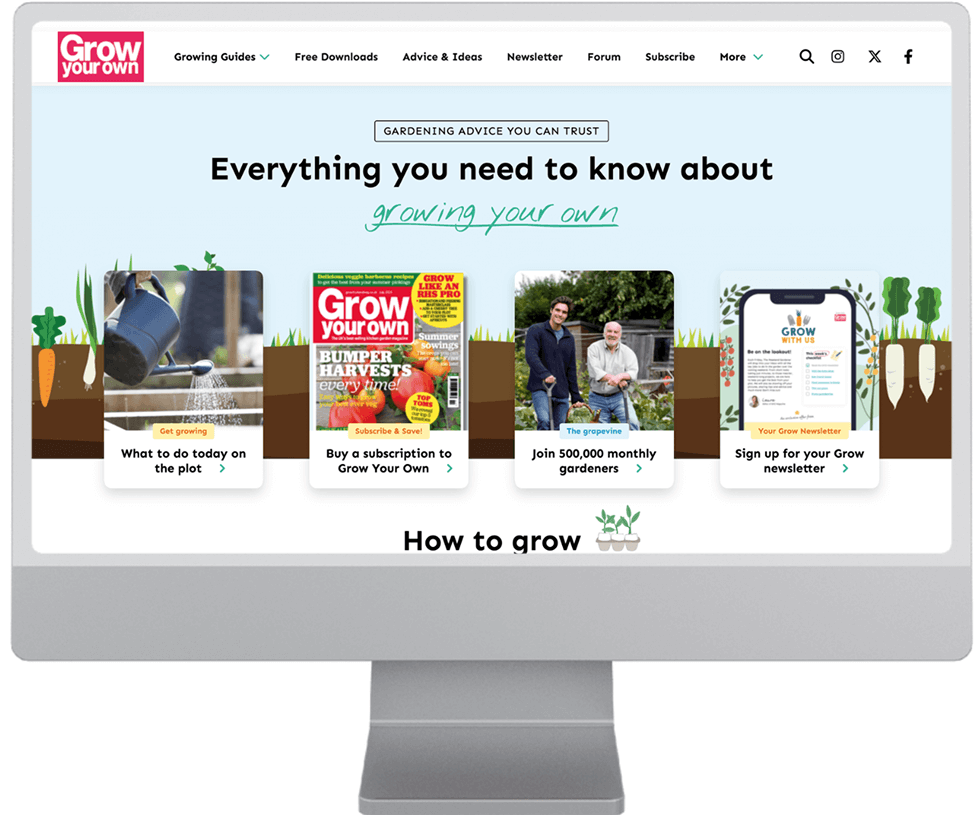 Grow
your own
Growing Guides
Free Downloads
Advice & Ideas
Newsletter
Forum
Subscribe
More
GARDENING ADVICE YOU CAN TRUST
Everything you need to know about
growing your own
Delicious veggie barbecue recipes
Grow
your own
GROW
LIKE AN
RHS PRO
Summer
sowings
BUMPER
HARVESTS
every time!
TOP
TOMS
GROW
WITH US
Be on the lookout!
Get growing
What to do today on
the plot
Subscribe & Save!
Buy a subscription to
Grow Your Own
The grapevine
Join 500,000 monthly
gardeners
Your Grow Newsletter
Sign up for your Grow
newsletter
How to grow